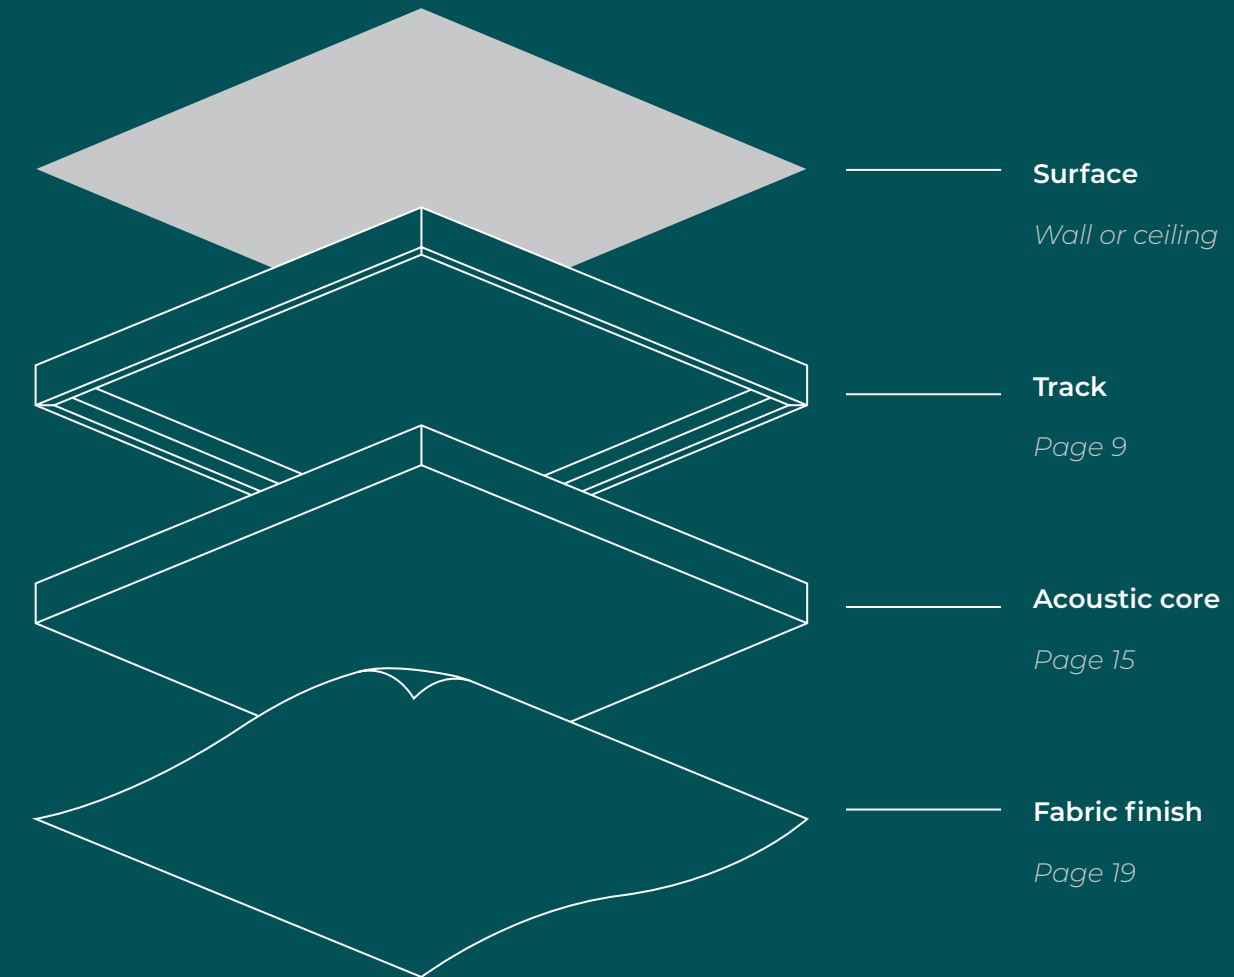 Surface
Wall or ceiling
Track
Page 9
Acoustic core
Page 15
Fabric finish
Page 19